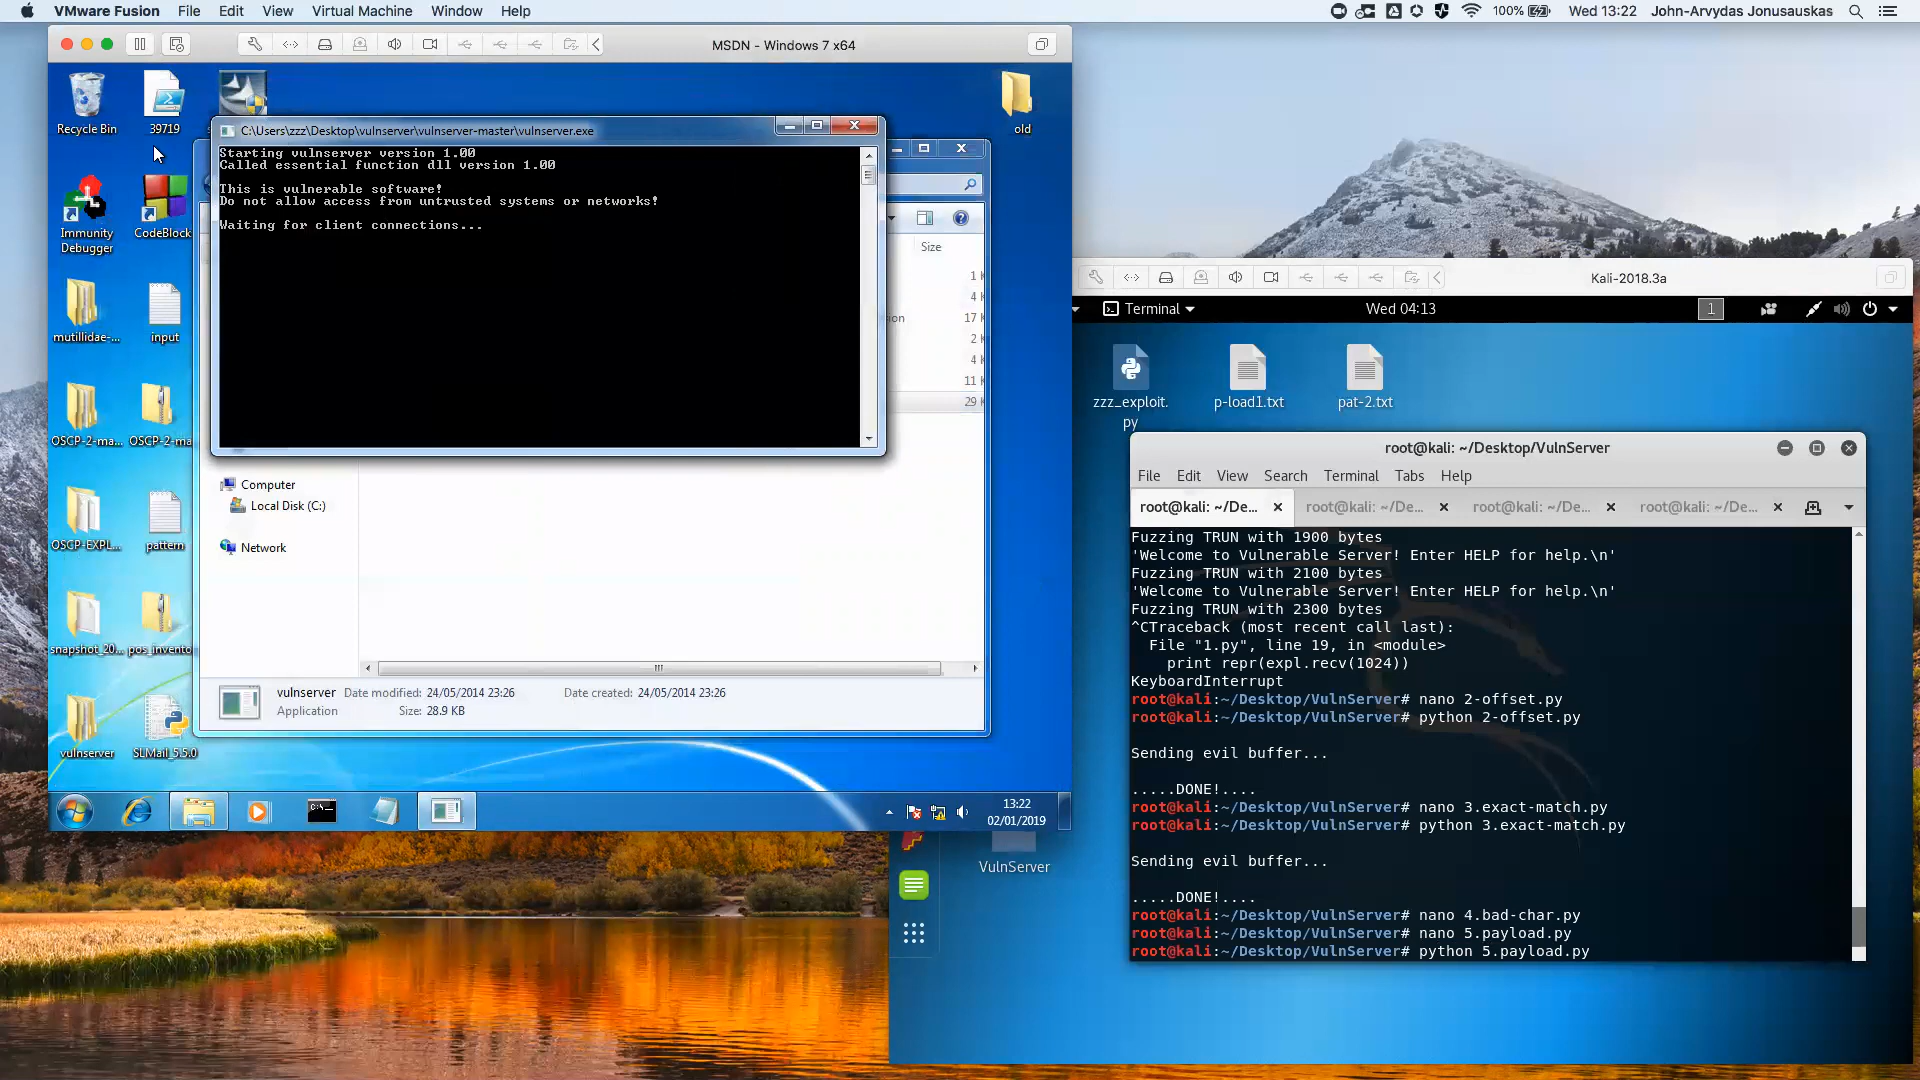 VMware Fusion File Edit View Virtual Machine Window Help 100% Wed 13:22 John-Arvydas Jonusauskas
MSDN - Windows 7 x64
Recycle Bin
39719
old
C:\Users\zzz\Desktop\vulnserver\vulnserver-master\vulnserver.exe
Starting vulnserver version 1.00
Called essential function dll version 1.00
This is vulnerable software!
Do not allow access from untrusted systems or networks!
Waiting for client connections...
Immunity
Debugger
CodeBlock
mutillidae-...
input
OSCP-2-ma...
OSCP-2-ma
OSCP-EXPL...
pattern
snapshot_20...
pos_invento
vulnserver
SLMail_5.5.0
Size
1
4
17
2
4
11
29
Computer
Local Disk (C:)
Network
vulnserver Date modified: 24/05/2014 23:26 Date created: 24/05/2014 23:26
Application Size: 28.9 KB
13:22
02/01/2019
Kali-2018.3a
Terminal Wed 04:13 1
zzz_exploit.
py
p-load1.txt
pat-2.txt
VulnServer
root@kali: ~/Desktop/VulnServer
File Edit View Search Terminal Tabs Help
root@kali: ~/De... root@kali: ~/De... root@kali: ~/De... root@kali: ~/De...
Fuzzing TRUN with 1900 bytes
'Welcome to Vulnerable Server! Enter HELP for help.\n'
Fuzzing TRUN with 2100 bytes
'Welcome to Vulnerable Server! Enter HELP for help.\n'
Fuzzing TRUN with 2300 bytes
^CTraceback (most recent call last):
File "1.py", line 19, in <module>
print repr(expl.recv(1024))
KeyboardInterrupt
root@kali:~/Desktop/VulnServer# nano 2-offset.py
root@kali:~/Desktop/VulnServer# python 2-offset.py
Sending evil buffer...
.....DONE!....
root@kali:~/Desktop/VulnServer# nano 3.exact-match.py
root@kali:~/Desktop/VulnServer# python 3.exact-match.py
Sending evil buffer...
.....DONE!....
root@kali:~/Desktop/VulnServer# nano 4.bad-char.py
root@kali:~/Desktop/VulnServer# nano 5.payload.py
root@kali:~/Desktop/VulnServer# python 5.payload.py